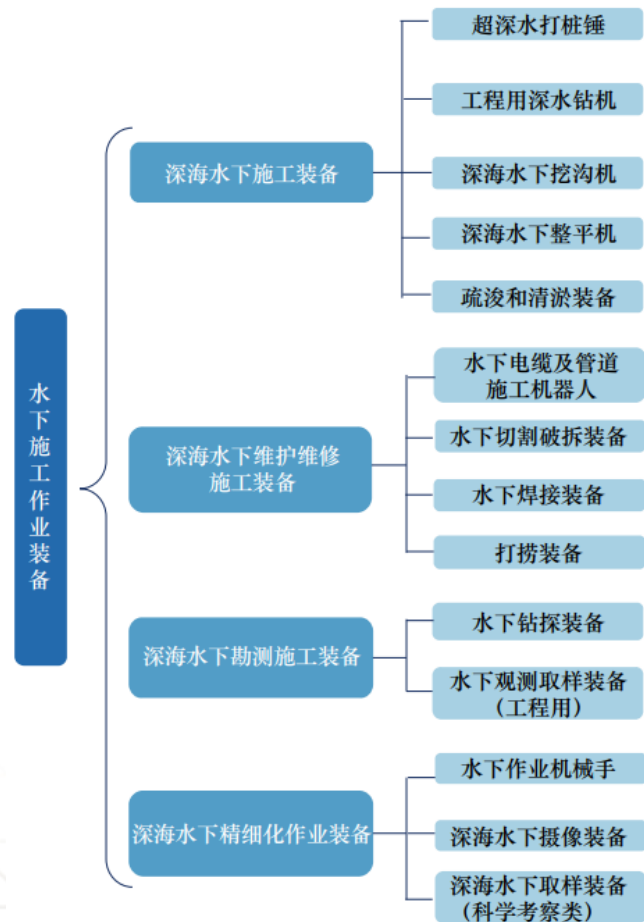 水下施工作业装备
深海水下施工装备
超深水打桩锤
工程用深水钻机
深海水下挖沟机
深海水下整平机
疏浚和清淤装备
深海水下维护维修
施工装备
水下电缆及管道
施工机器人
水下切割破拆装备
水下焊接装备
打捞装备
深海水下勘测施工装备
水下钻探装备
水下观测取样装备
(工程用)
深海水下精细化作业装备
水下作业机械手
深海水下摄像装备
深海水下取样装备
(科学考察类)